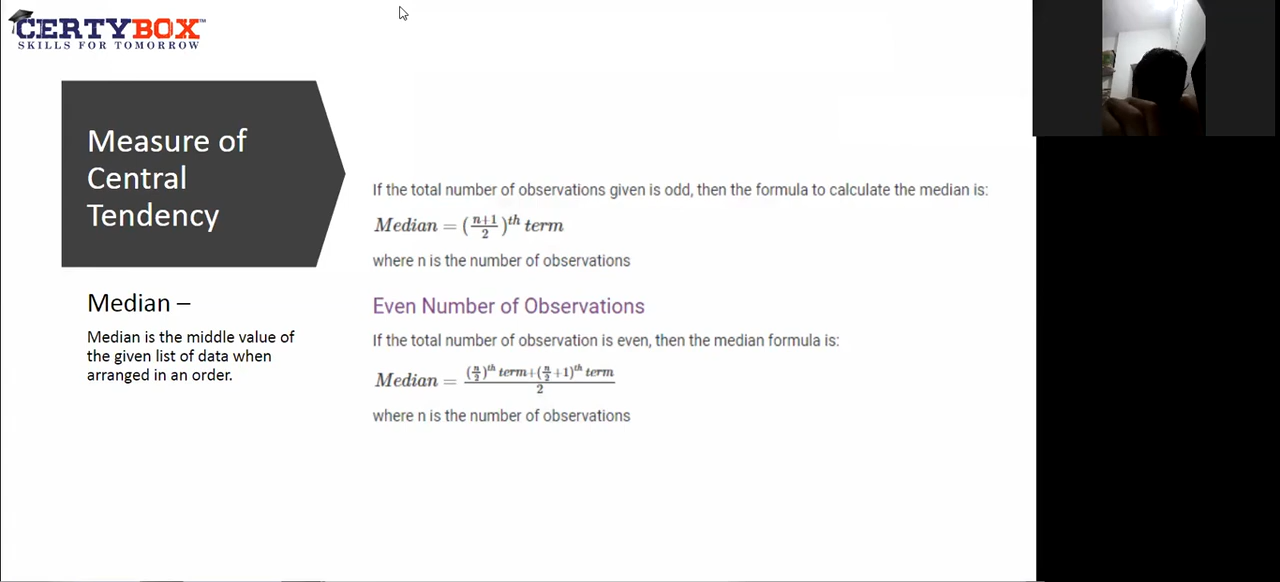 CERTYBOX™
SKILLS FOR TOMORROW
Measure of
Central
Tendency
Median –
Median is the middle value of
the given list of data when
arranged in an order.
If the total number of observations given is odd, then the formula to calculate the median is:
Median = (\frac{n+1}{2})^{th} term
where n is the number of observations
Even Number of Observations
If the total number of observation is even, then the median formula is:
Median = \frac{(\frac{n}{2})^{th} term+(\frac{n}{2}+1)^{th} term}{2}
where n is the number of observations